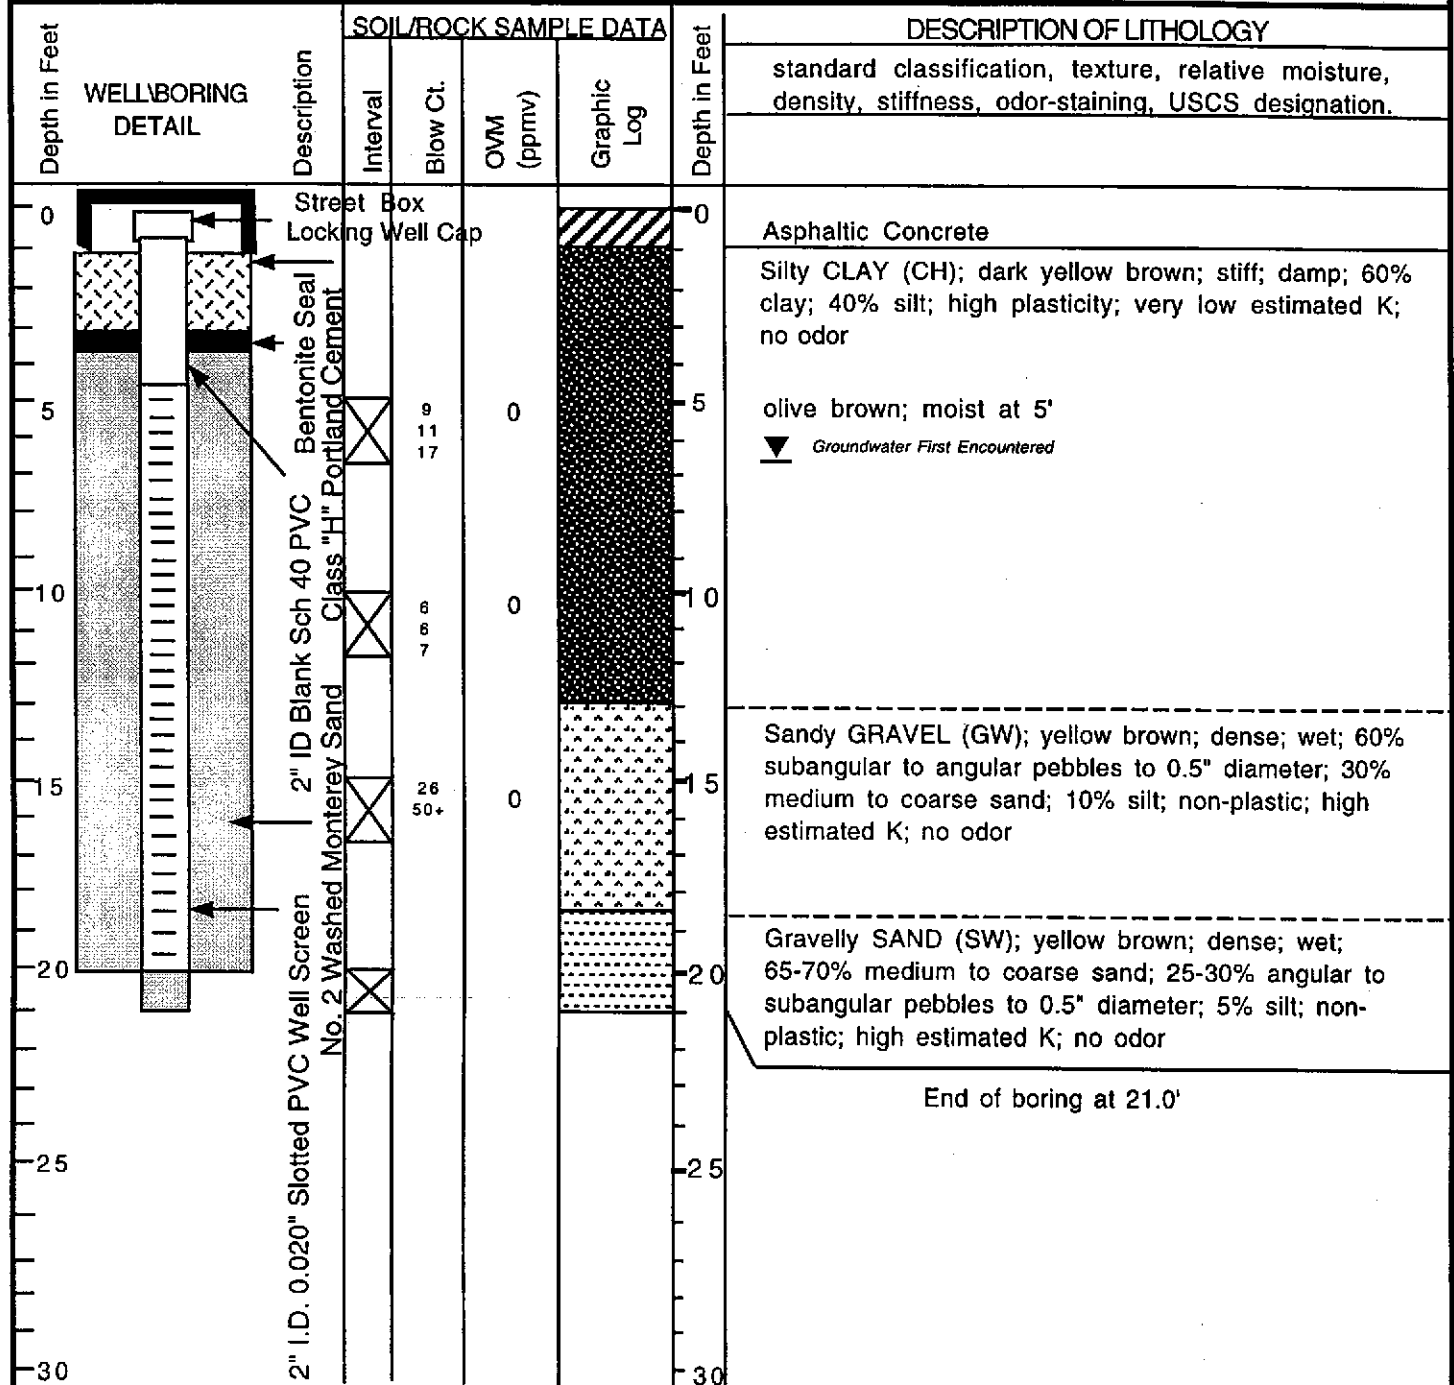 Depth in Feet
WELL\BORING
DETAIL
Description
SOIL/ROCK SAMPLE DATA
Interval
Blow Ct.
OVM
(ppmv)
Graphic
Log
Depth in Feet
DESCRIPTION OF LITHOLOGY
standard classification, texture, relative moisture,
density, stiffness, odor-staining, USCS designation.
0
5
10
15
20
25
30
Street Box
Locking Well Cap
Bentonite Seal
Class "H" Portland Cement
2" ID Blank Sch 40 PVC
No. 2 Washed Monterey Sand
2" I.D. 0.020" Slotted PVC Well Screen
9
11
17
0
6
6
7
0
26
50+
0
0
5
10
15
20
25
30
Asphaltic Concrete
Silty CLAY (CH); dark yellow brown; stiff; damp; 60%
clay; 40% silt; high plasticity; very low estimated K;
no odor
olive brown; moist at 5'
Groundwater First Encountered
Sandy GRAVEL (GW); yellow brown; dense; wet; 60%
subangular to angular pebbles to 0.5" diameter; 30%
medium to coarse sand; 10% silt; non-plastic; high
estimated K; no odor
Gravelly SAND (SW); yellow brown; dense; wet;
65-70% medium to coarse sand; 25-30% angular to
subangular pebbles to 0.5" diameter; 5% silt; non-
plastic; high estimated K; no odor
End of boring at 21.0'